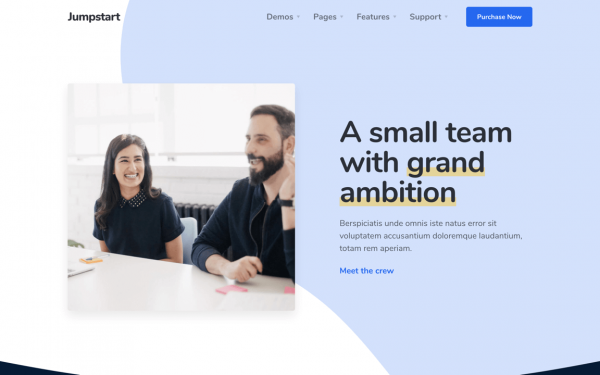 Jumpstart
Demos Pages Features Support Purchase Now
A small team
with grand
ambition
Berspiciatis unde omnis iste natus error sit
voluptatem accusantium doloremque laudantium,
totam rem aperiam.
Meet the crew